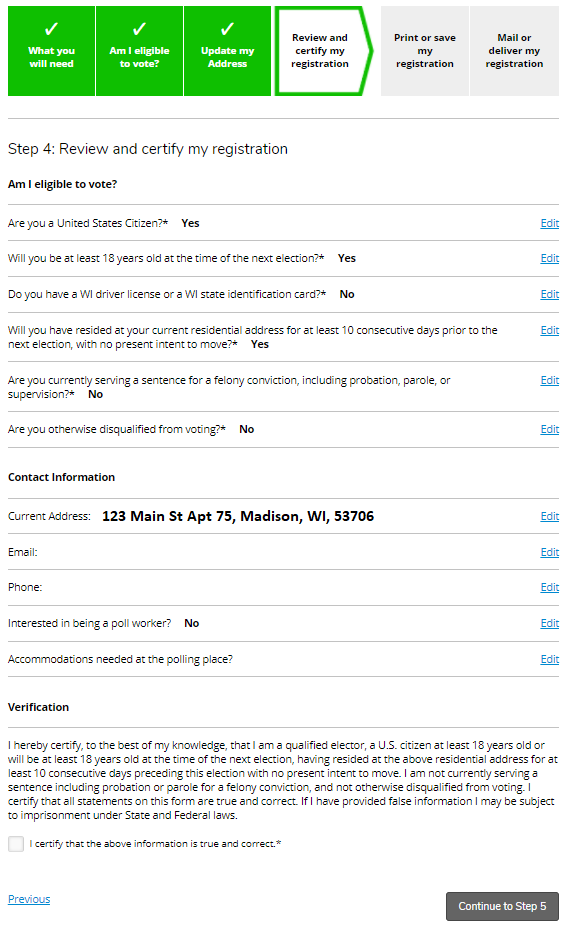 What you
will need
Am I eligible
to vote?
Update my
Address
Review and
certify my
registration
Print or save
my
registration
Mail or
deliver my
registration
Step 4: Review and certify my registration
Am I eligible to vote?
Are you a United States Citizen?* Yes Edit
Will you be at least 18 years old at the time of the next election?* Yes Edit
Do you have a WI driver license or a WI state identification card?* No Edit
Will you have resided at your current residential address for at least 10 consecutive days prior to the Edit
next election, with no present intent to move?* Yes
Are you currently serving a sentence for a felony conviction, including probation, parole, or Edit
supervision?* No
Are you otherwise disqualified from voting?* No Edit
Contact Information
Current Address: 123 Main St Apt 75, Madison, WI, 53706 Edit
Email: Edit
Phone: Edit
Interested in being a poll worker? No Edit
Accommodations needed at the polling place? Edit
Verification
I hereby certify, to the best of my knowledge, that I am a qualified elector, a U.S. citizen at least 18 years old or
will be at least 18 years old at the time of the next election, having resided at the above residential address for at
least 10 consecutive days preceding this election with no present intent to move. I am not currently serving a
sentence including probation or parole for a felony conviction, and not otherwise disqualified from voting. I
certify that all statements on this form are true and correct. If I have provided false information I may be subject
to imprisonment under State and Federal laws.
I certify that the above information is true and correct.*
Previous
Continue to Step 5